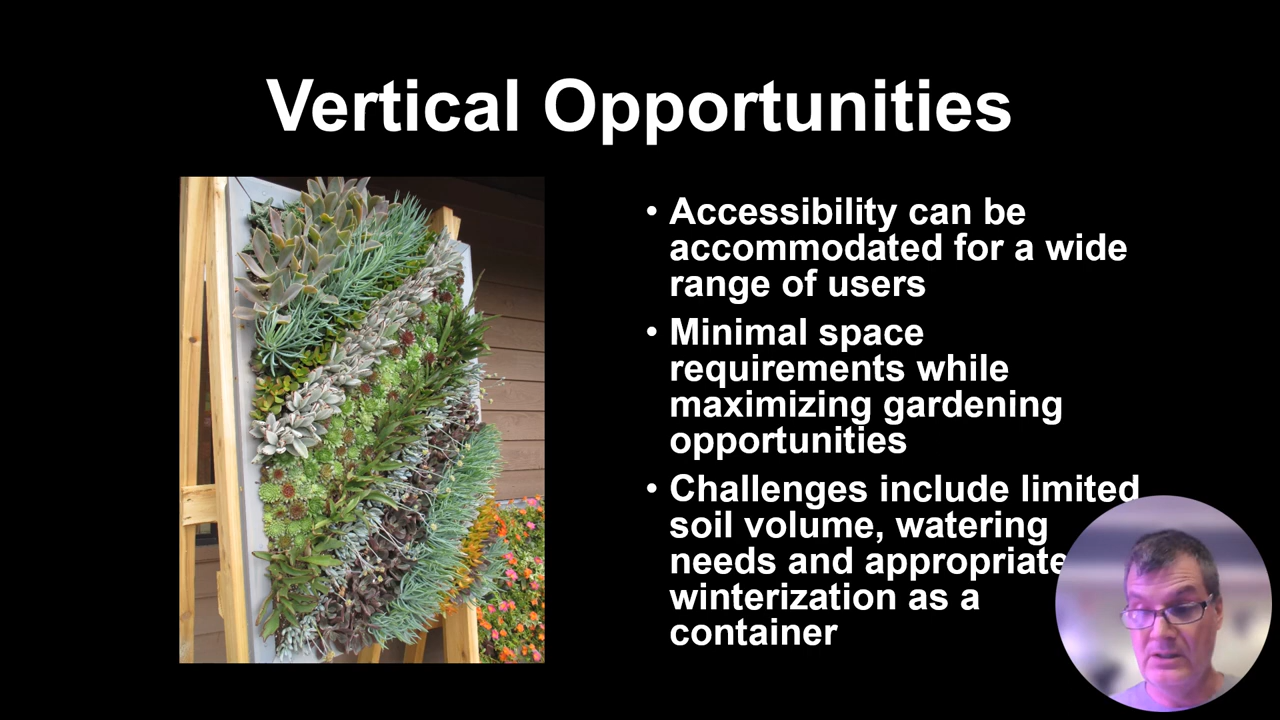 Vertical Opportunities
• Accessibility can be
accommodated for a wide
range of users
• Minimal space
requirements while
maximizing gardening
opportunities
• Challenges include limited
soil volume, watering
needs and appropriate
winterization as a
container